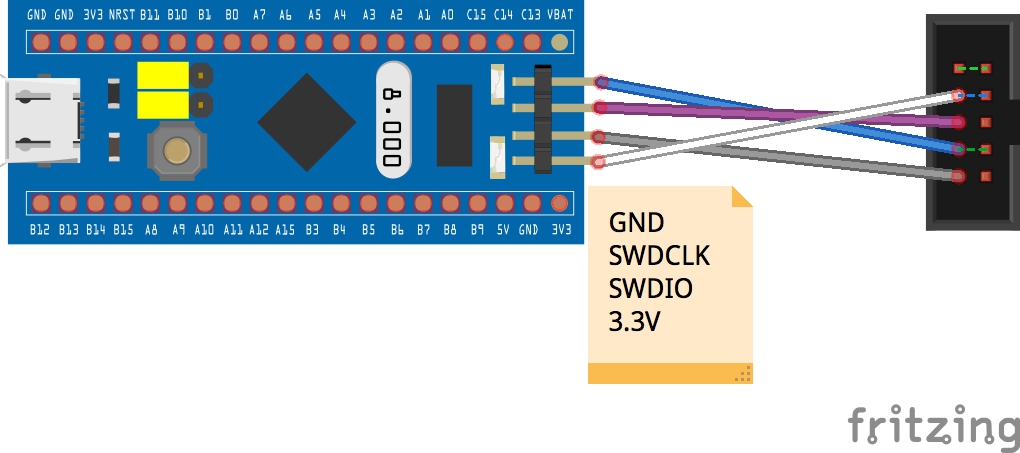 GND GND 3V3 NRST B11 B10 B1 B0 A7 A6 A5 A4 A3 A2 A1 A0 C15 C14 C13 VBAT
8.000
B12 B13 B14 B15 A8 A9 A10 A11 A12 A15 B3 B4 B5 B6 B7 B8 B9 5V GND 3V3
GND
SWDCLK
SWDIO
3.3V
fritzing